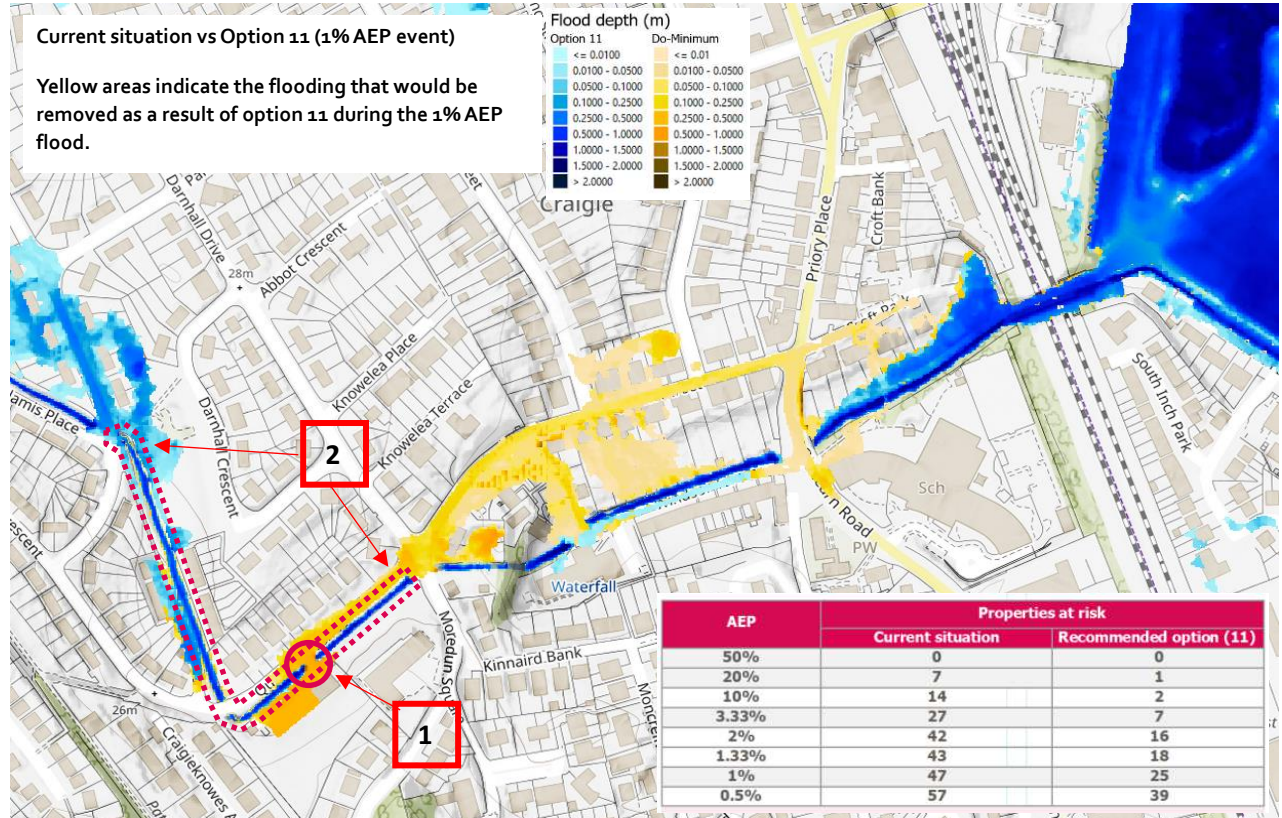 Current situation vs Option 11 (1% AEP event)
Yellow areas indicate the flooding that would be
removed as a result of option 11 during the 1% AEP
flood.
Flood depth (m)
Option 11 Do-Minimum
<= 0.0100 <= 0.01
0.0100 - 0.0500 0.0100 - 0.0500
0.0500 - 0.1000 0.0500 - 0.1000
0.1000 - 0.2500 0.1000 - 0.2500
0.2500 - 0.5000 0.2500 - 0.5000
0.5000 - 1.0000 0.5000 - 1.0000
1.0000 - 1.5000 1.0000 - 1.5000
1.5000 - 2.0000 1.5000 - 2.0000
> 2.0000 > 2.0000
Craigie
Darnhall Drive
28m
Abbot Crescent
Croft Bank
Priory Place
Knowelea Place
Knowelea Terrace
South Inch Park
Darnhall Crescent
2
Sch
Road
PW
Waterfall
Moredun Square
Kinnaird Bank
26m
1
Craigieknowes
AEP Properties at risk
Current situation Recommended option (11)
50% 0 0
20% 7 1
10% 14 2
3.33% 27 7
2% 42 16
1.33% 43 18
1% 47 25
0.5% 57 39